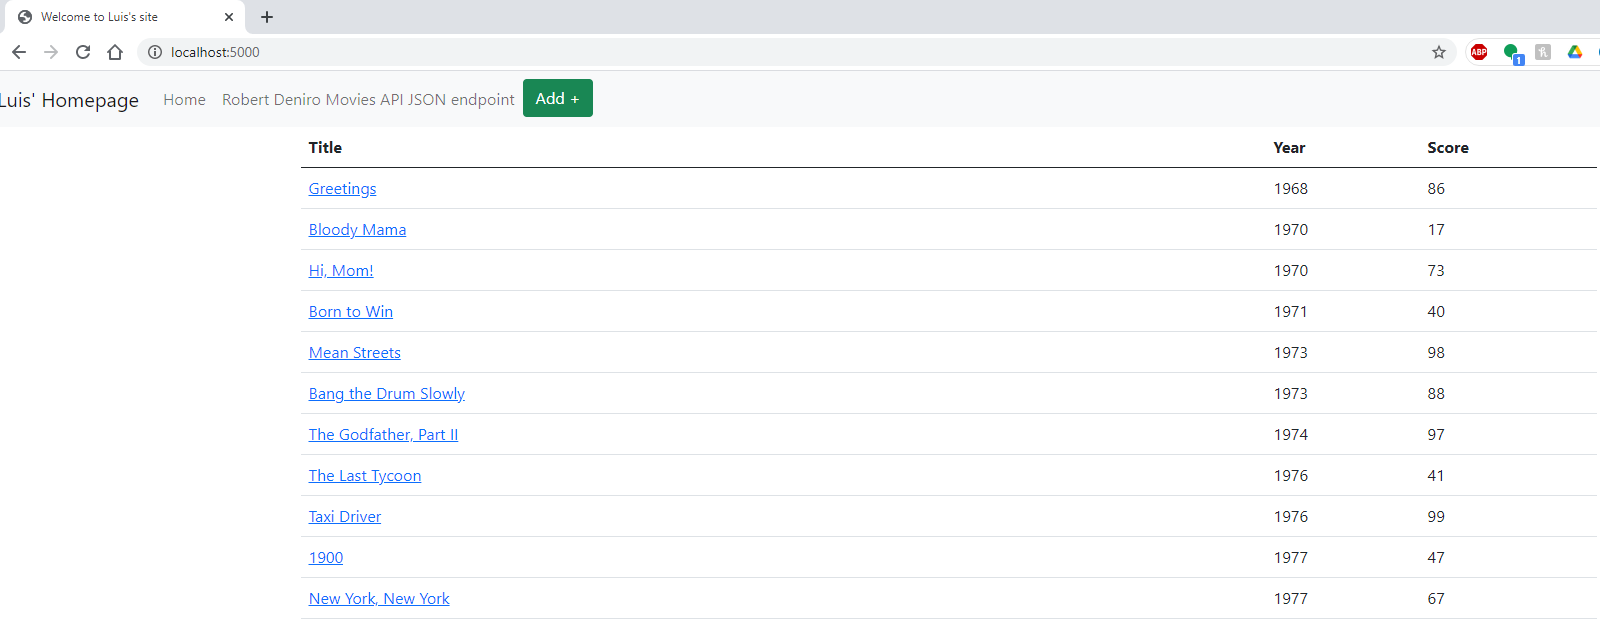 Welcome to Luis's site
localhost:5000
ABP
1
Luis' Homepage Home Robert Deniro Movies API JSON endpoint Add +
Title Year Score
Greetings 1968 86
Bloody Mama 1970 17
Hi, Mom! 1970 73
Born to Win 1971 40
Mean Streets 1973 98
Bang the Drum Slowly 1973 88
The Godfather, Part II 1974 97
The Last Tycoon 1976 41
Taxi Driver 1976 99
1900 1977 47
New York, New York 1977 67